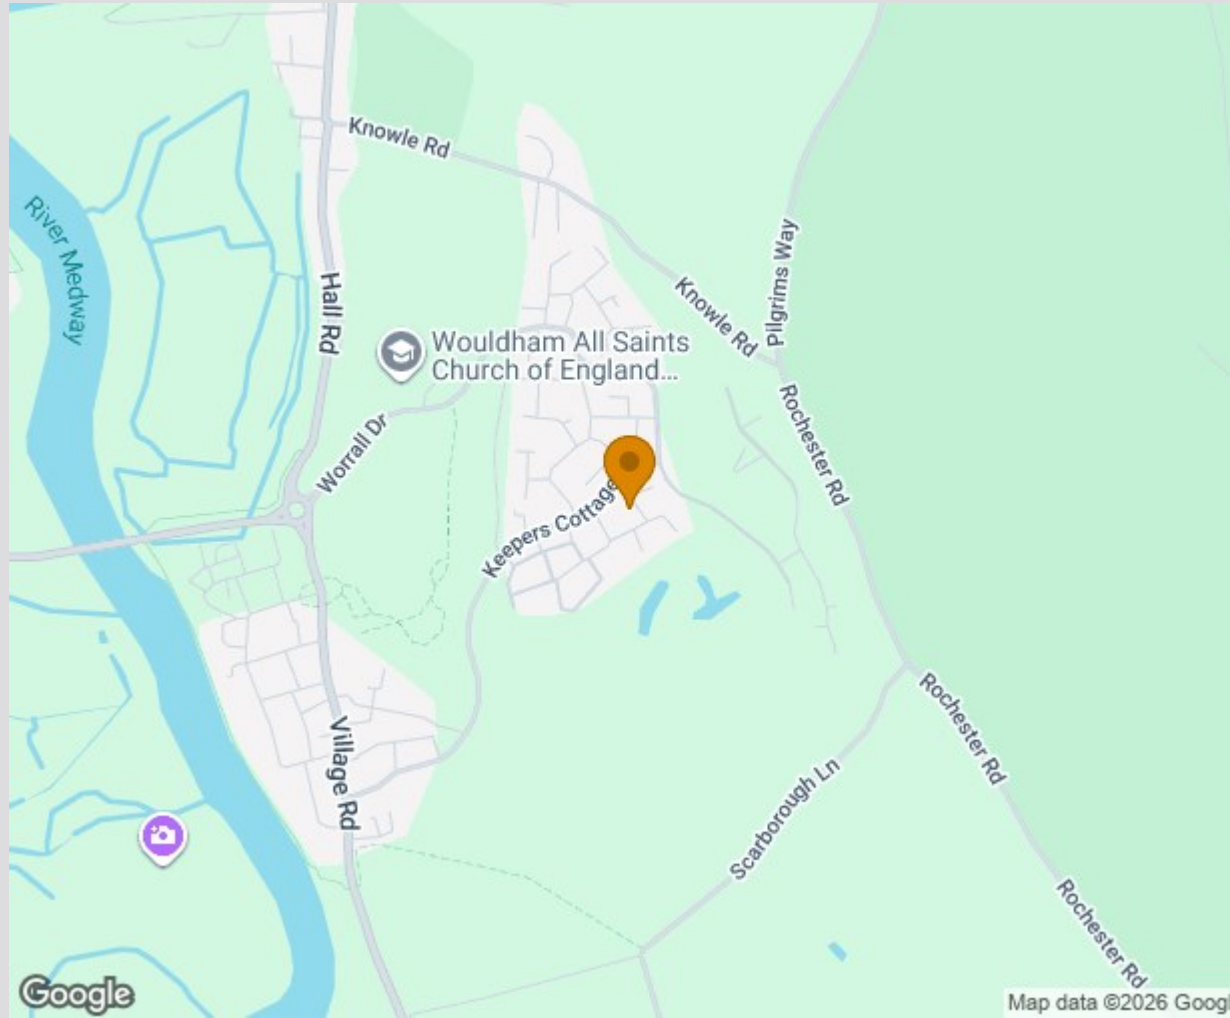 Knowle Rd
River Medway
Pilgrims Way
Hall Rd
Knowle Rd
Wouldham All Saints
Church of England...
Rochester Rd
Worrall Dr
Keepers Cottage
Rochester Rd
Village Rd
Scarborough Ln
Rochester Rd
Google
Map data ©2026 Googl